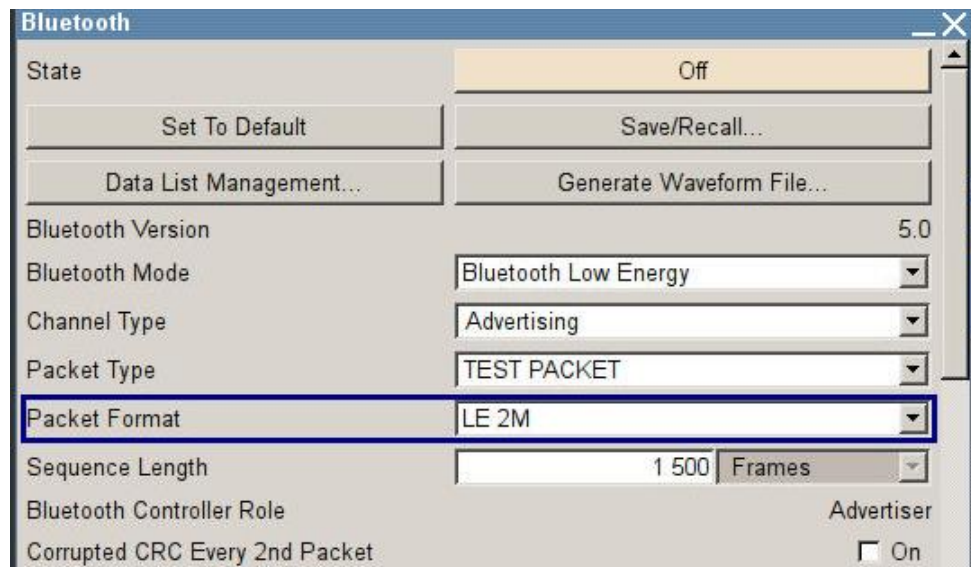 Bluetooth
State Off
Set To Default Save/Recall...
Data List Management... Generate Waveform File...
Bluetooth Version 5.0
Bluetooth Mode Bluetooth Low Energy
Channel Type Advertising
Packet Type TEST PACKET
Packet Format LE 2M
Sequence Length 1 500 Frames
Bluetooth Controller Role Advertiser
Corrupted CRC Every 2nd Packet On